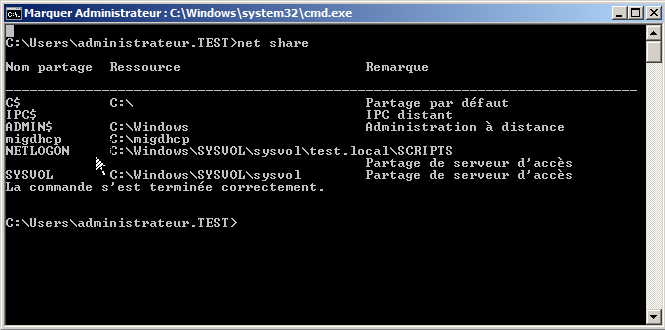 Marquer Administrateur : C:\Windows\system32\cmd.exe
C:\Users\administrateur.TEST>net share
Nom partage Ressource Remarque
-------------------------------------------------------------------------------
C$ C:\ Partage par défaut
IPC$ IPC distant
ADMIN$ C:\Windows Administration à distance
migdhcp C:\migdhcp
NETLOGON C:\Windows\SYSVOL\sysvol\test.local\SCRIPTS
Partage de serveur d'accès
SYSVOL C:\Windows\SYSVOL\sysvol Partage de serveur d'accès
La commande s'est terminée correctement.
C:\Users\administrateur.TEST>